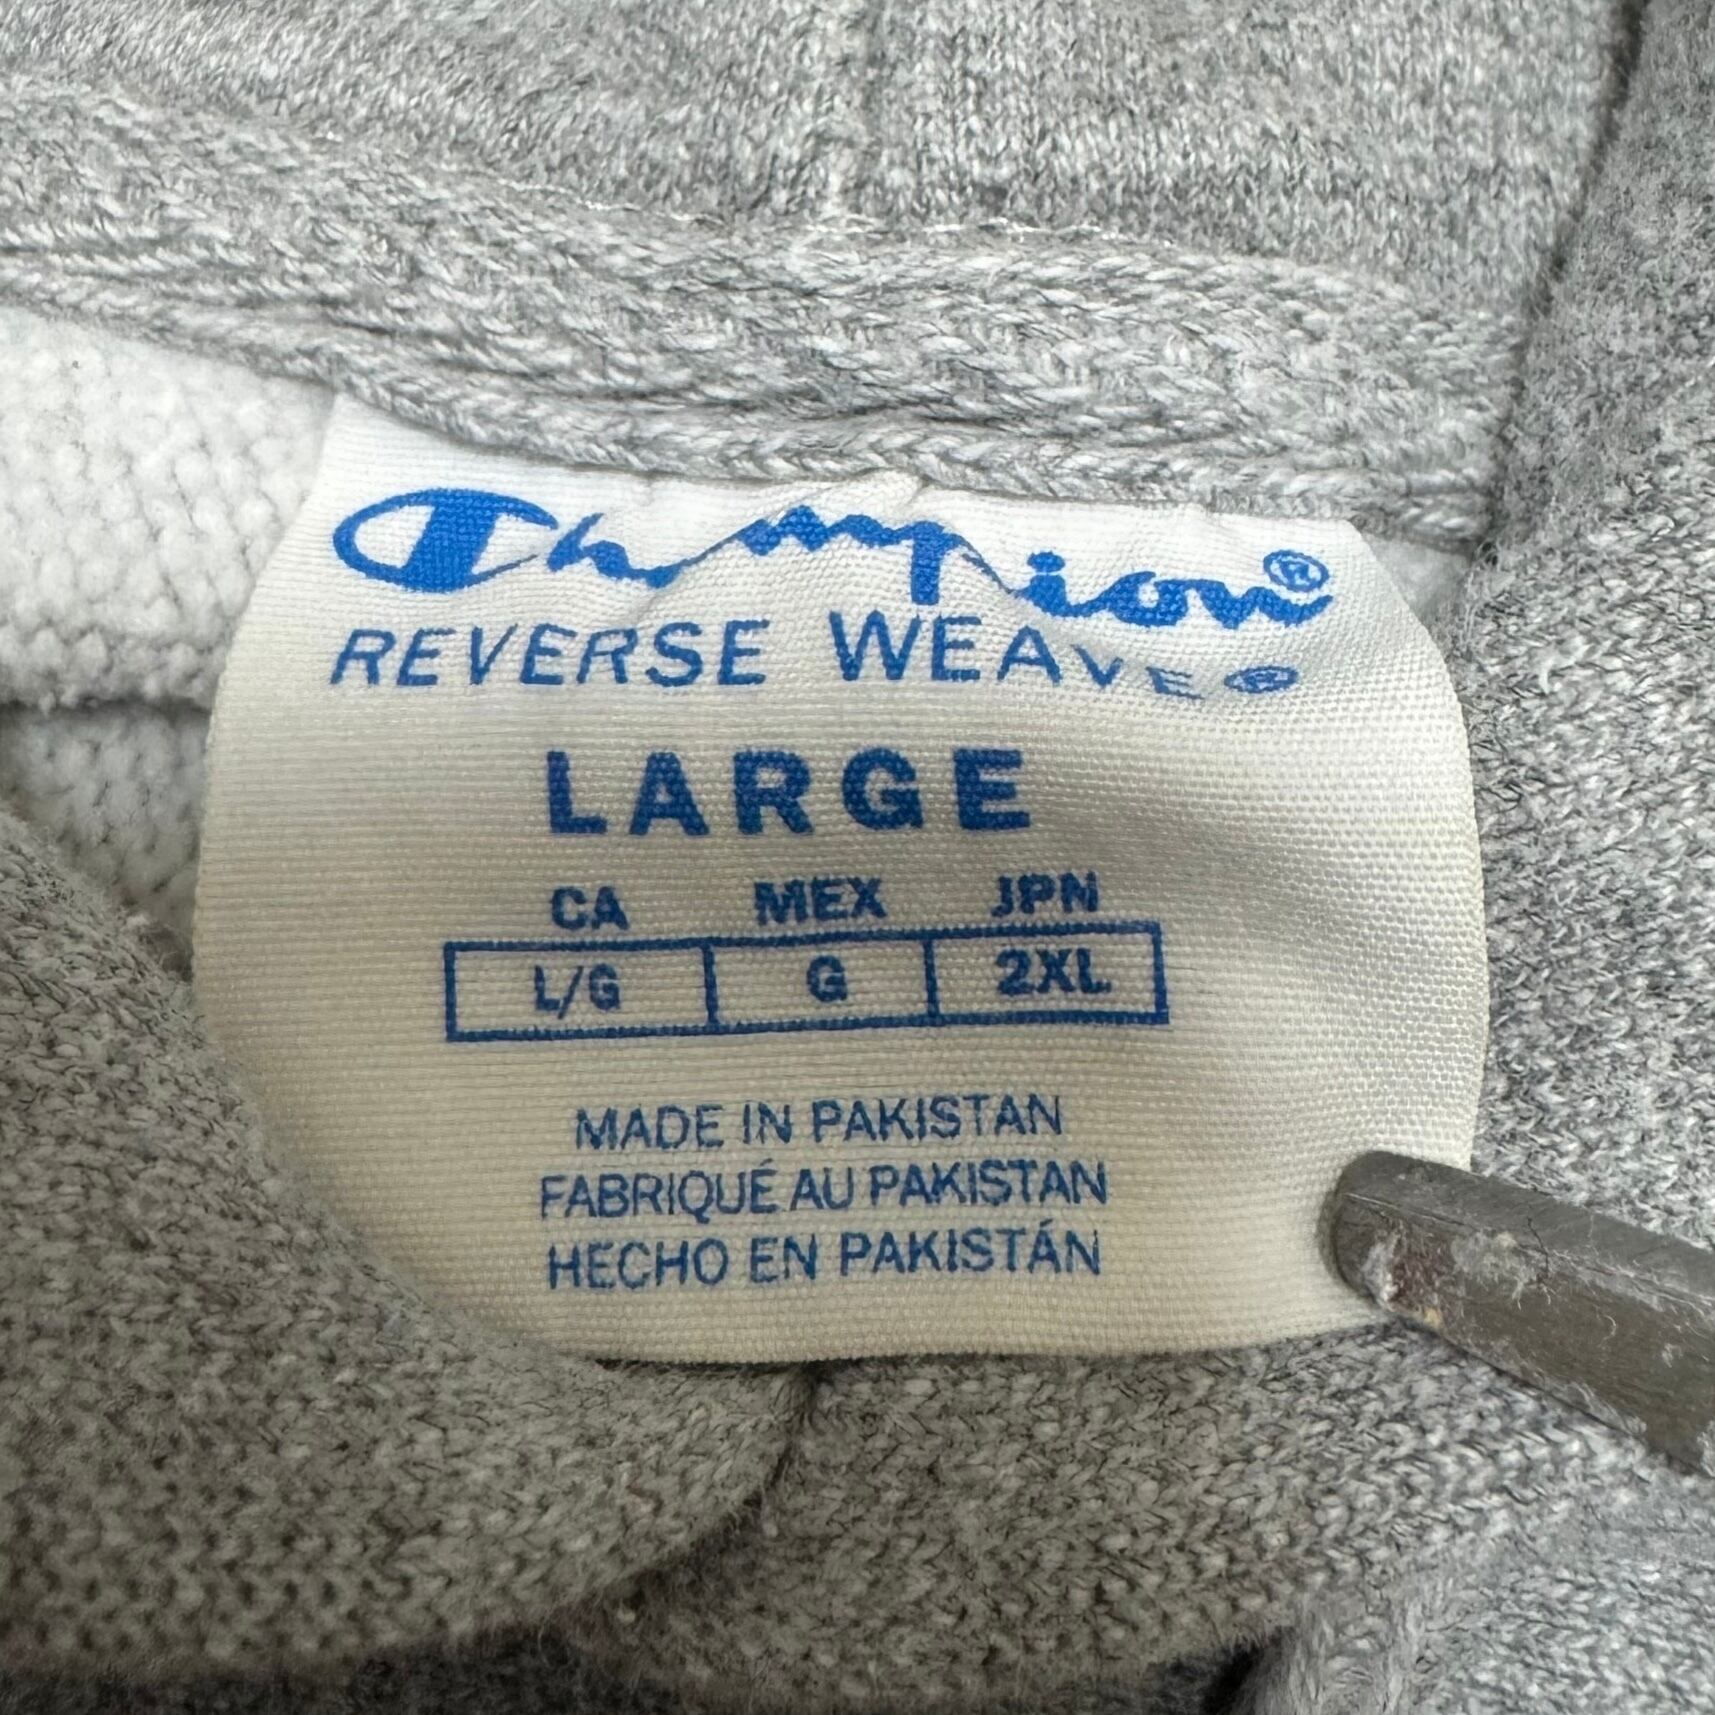 Champion®
REVERSE WEAVE®
LARGE
CA MEX JPN
L/G G 2XL
MADE IN PAKISTAN
FABRIQUÉ AU PAKISTAN
HECHO EN PAKISTÁN